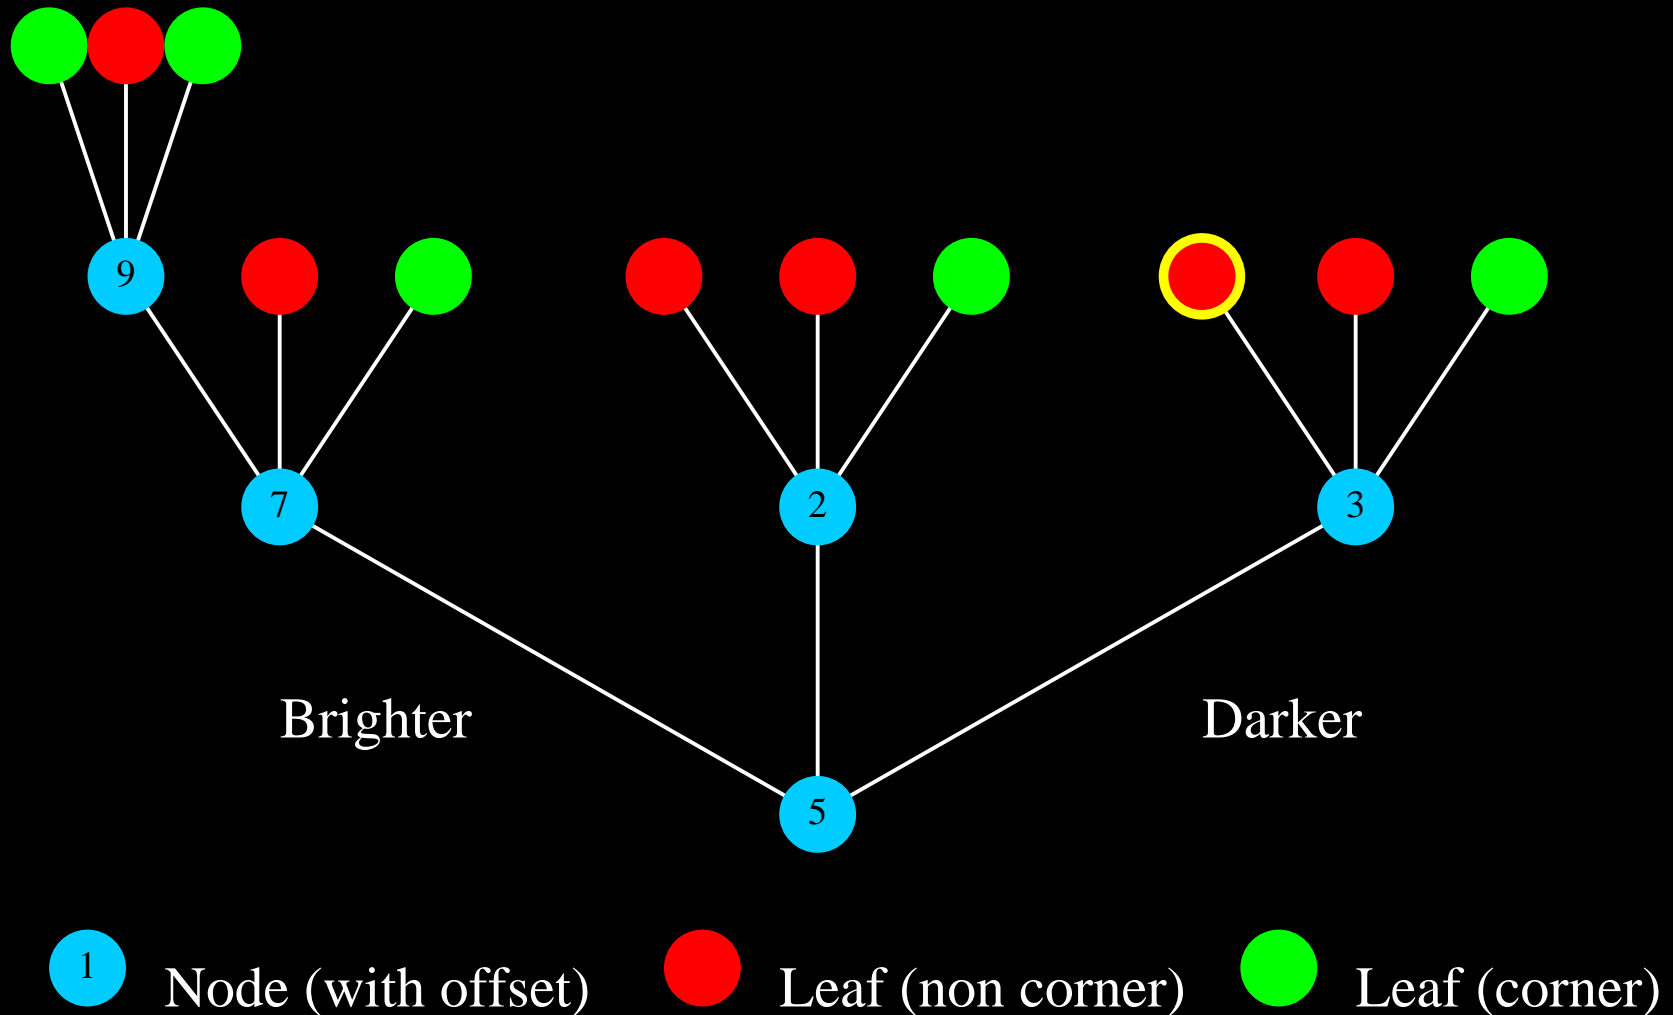 9
7
2
3
Brighter
Darker
5
1
Node (with offset)
Leaf (non corner)
Leaf (corner)